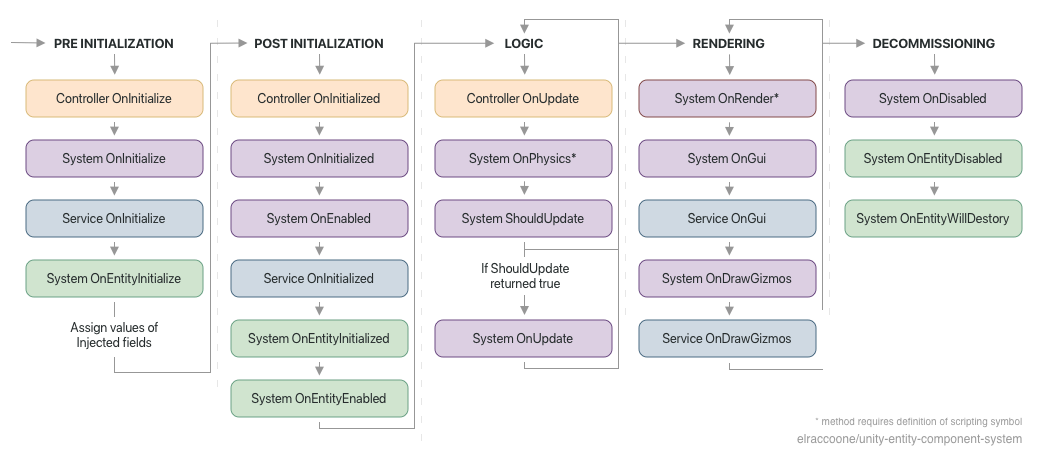 PRE INITIALIZATION
Controller OnInitialize
System OnInitialize
Service OnInitialize
System OnEntityInitialize
Assign values of
Injected fields
POST INITIALIZATION
Controller OnInitialized
System OnInitialized
System OnEnabled
Service OnInitialized
System OnEntityInitialized
System OnEntityEnabled
LOGIC
Controller OnUpdate
System OnPhysics*
System ShouldUpdate
If ShouldUpdate
returned true
System OnUpdate
RENDERING
System OnRender*
System OnGui
Service OnGui
System OnDrawGizmos
Service OnDrawGizmos
DECOMMISSIONING
System OnDisabled
System OnEntityDisabled
System OnEntityWillDestory
* method requires definition of scripting symbol
elraccoone/unity-entity-component-system